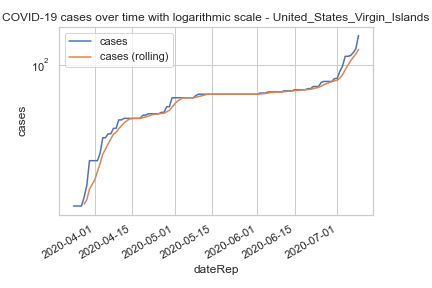 COVID-19 cases over time with logarithmic scale - United_States_Virgin_Islands
cases
cases (rolling)
10²
cases
2020-04-01
2020-04-15
2020-05-01
2020-05-15
2020-06-01
2020-06-15
2020-07-01
dateRep